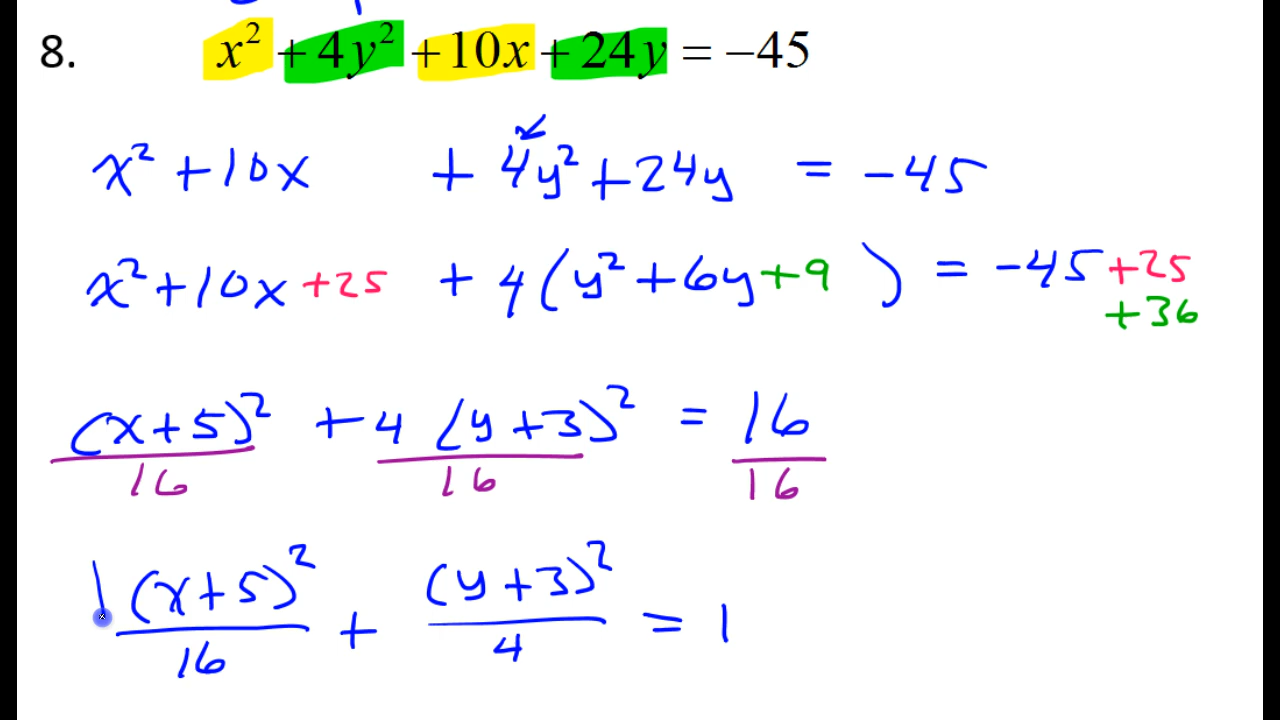 8. x² + 4y² + 10x + 24y = −45
x² + 10x + 4y² + 24y = -45
x² + 10x + 25 + 4(y² + 6y + 9) = -45 + 25
+ 36
(x+5)² + 4(y+3)² = 16
16 16 16
(x+5)² (y+3)²
+ = 1
16 4